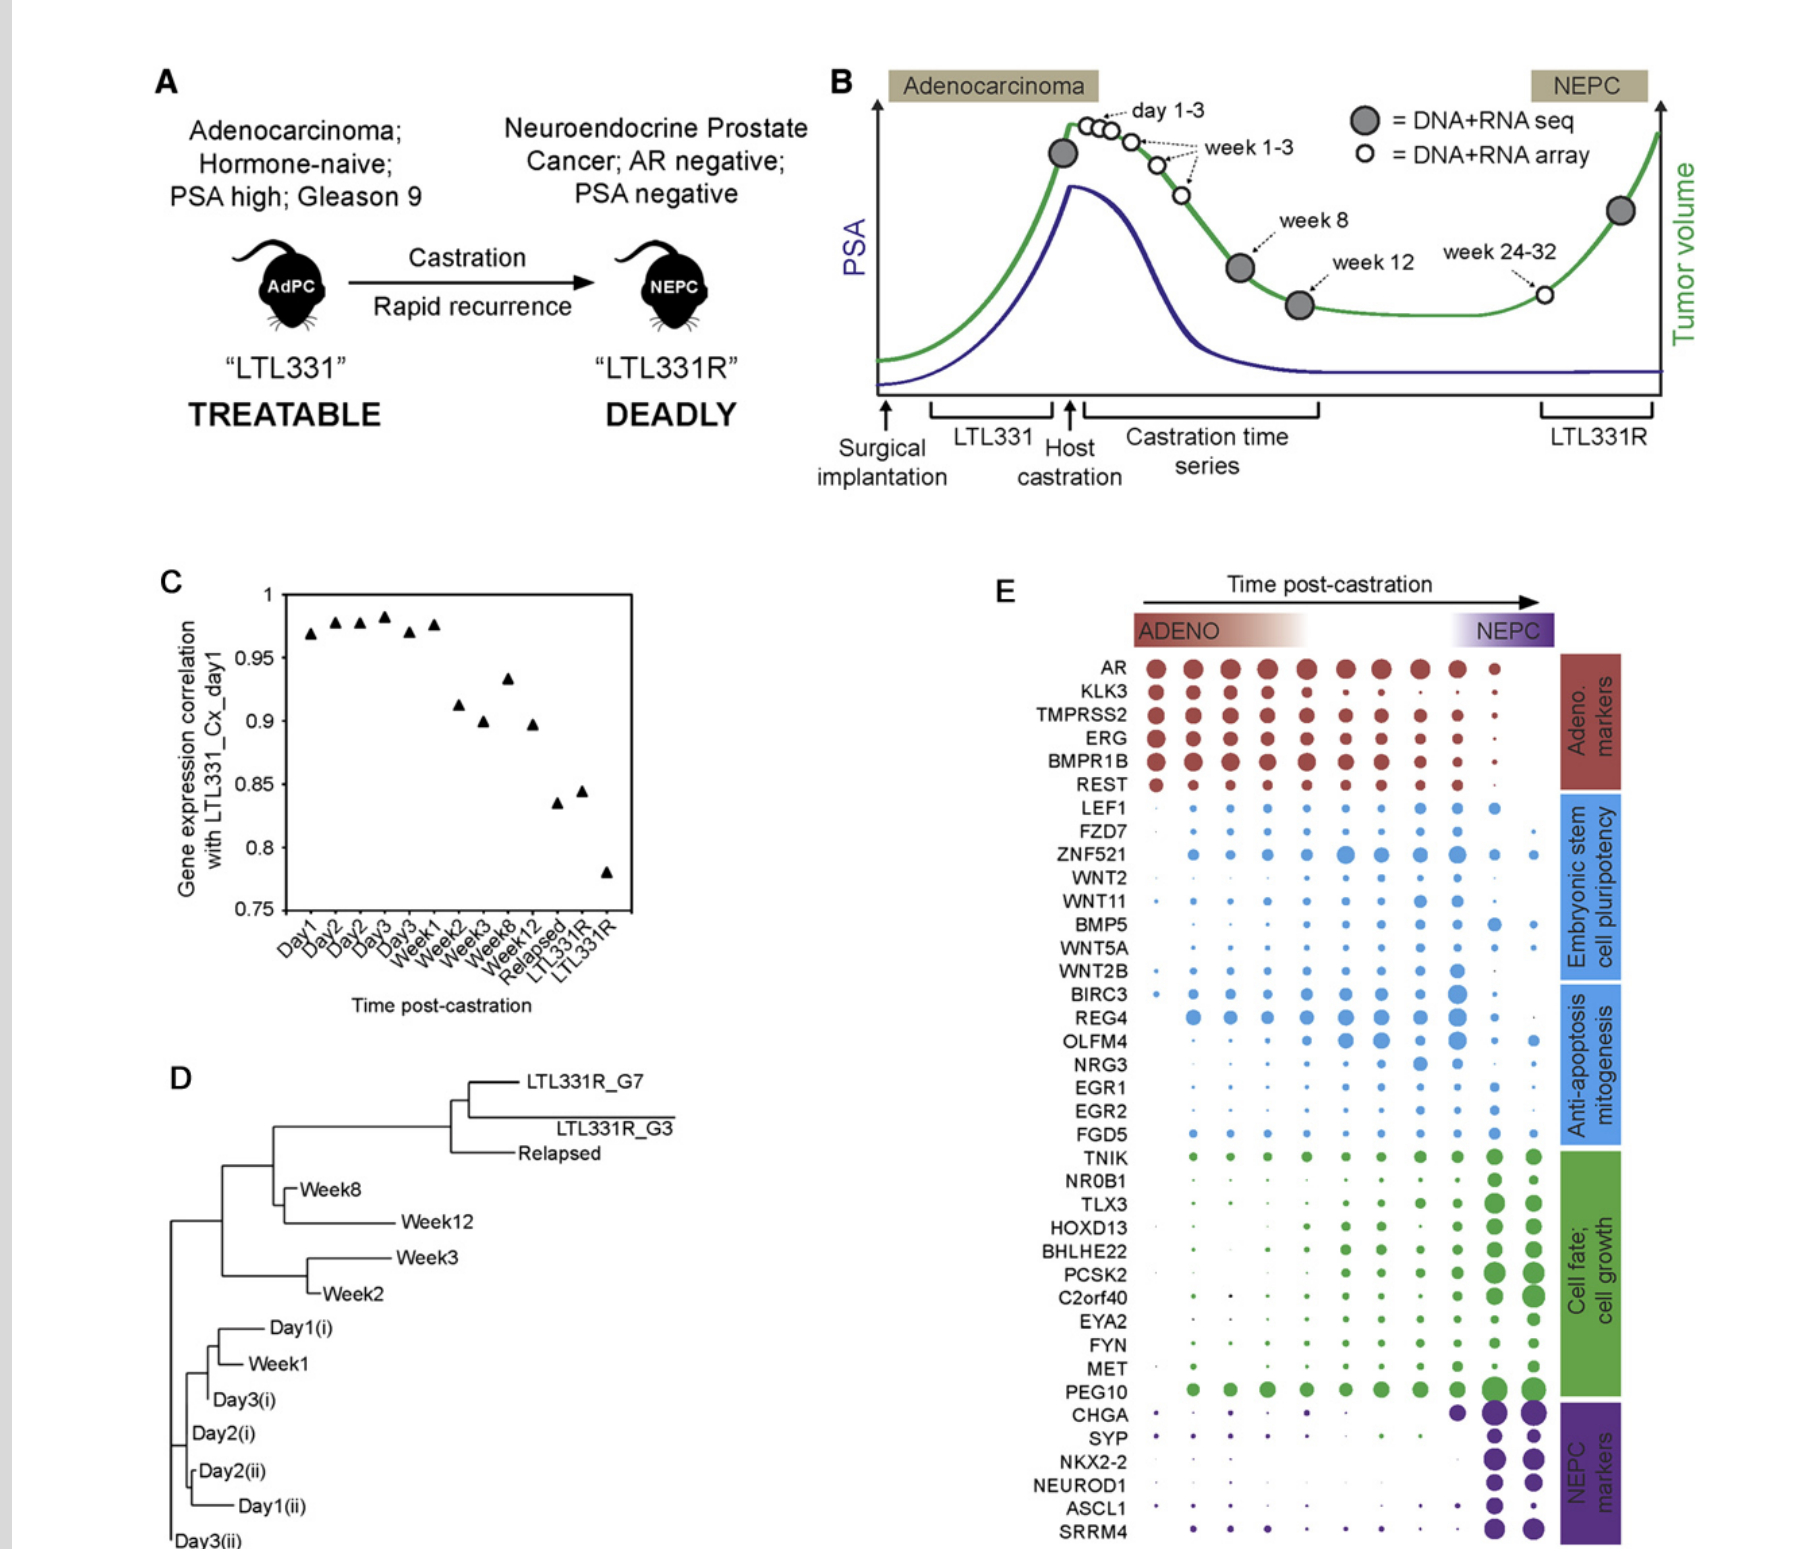 A
Adenocarcinoma;
Hormone-naive;
PSA high; Gleason 9
Neuroendocrine Prostate
Cancer; AR negative;
PSA negative
AdPC
Castration
Rapid recurrence
NEPC
“LTL331”
“LTL331R”
TREATABLE
DEADLY
B
Adenocarcinoma
NEPC
day 1-3
week 1-3
= DNA+RNA seq
= DNA+RNA array
week 8
week 12
week 24-32
PSA
Tumor volume
Surgical
implantation
LTL331
Host
castration
Castration time
series
LTL331R
C
Gene expression correlation
with LTL331_Cx_day1
1
0.95
0.9
0.85
0.8
0.75
Day1
Day2
Day2
Day3
Day3
Week1
Week2
Week3
Week8
Week12
Relapsed
LTL331R
LTL331R
Time post-castration
D
LTL331R_G7
LTL331R_G3
Relapsed
Week8
Week12
Week3
Week2
Day1(i)
Week1
Day3(i)
Day2(i)
Day2(ii)
Day1(ii)
Day3(ii)
E
Time post-castration
ADENO
NEPC
AR
KLK3
TMPRSS2
ERG
BMPR1B
REST
LEF1
FZD7
ZNF521
WNT2
WNT11
BMP5
WNT5A
WNT2B
BIRC3
REG4
OLFM4
NRG3
EGR1
EGR2
FGD5
TNIK
NR0B1
TLX3
HOXD13
BHLHE22
PCSK2
C2orf40
EYA2
FYN
MET
PEG10
CHGA
SYP
NKX2-2
NEUROD1
ASCL1
SRRM4
Adeno.
markers
Embryonic stem
cell pluripotency
Anti-apoptosis
mitogenesis
Cell fate;
cell growth
NEPC
markers